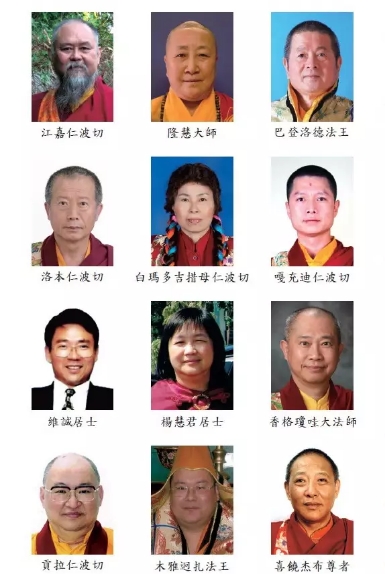 江嘉仁波切
隆慧大師
巴登洛德法王
洛本仁波切
白瑪多吉措母仁波切
嘎充迪仁波切
維誠居士
楊慧君居士
香格瓊哇大法師
貢拉仁波切
木雅迥扎法王
喜饒杰布尊者